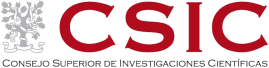 CSIC
CONSEJO SUPERIOR DE INVESTIGACIONES CIENTÍFICAS